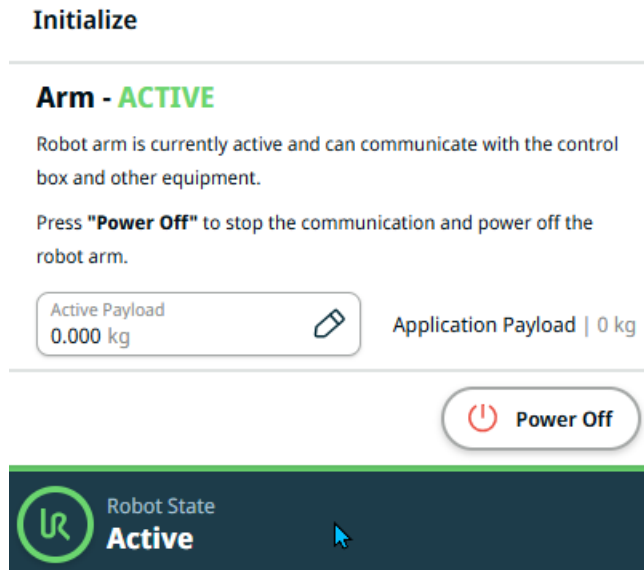 Initialize
Arm - ACTIVE
Robot arm is currently active and can communicate with the control
box and other equipment.
Press "Power Off" to stop the communication and power off the
robot arm.
Active Payload
0.000 kg
Application Payload | 0 kg
Power Off
UR
Robot State
Active